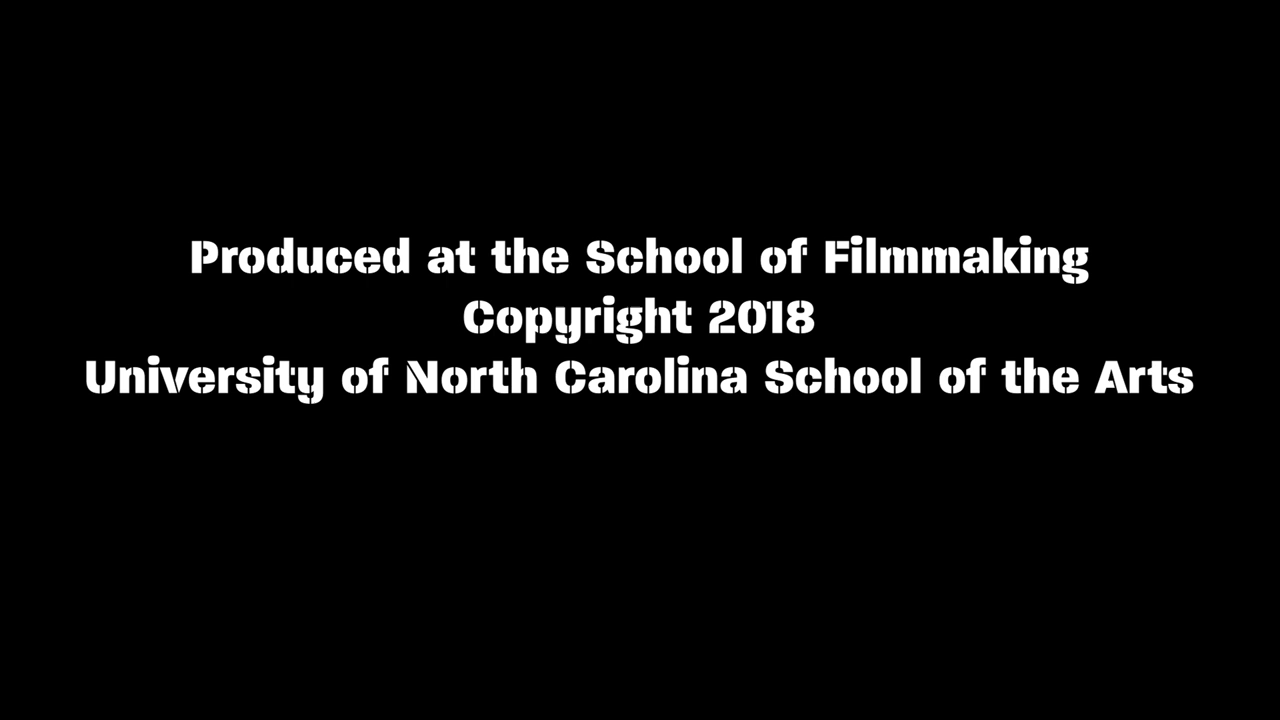 Produced at the School of Filmmaking
Copyright 2018
University of North Carolina School of the Arts